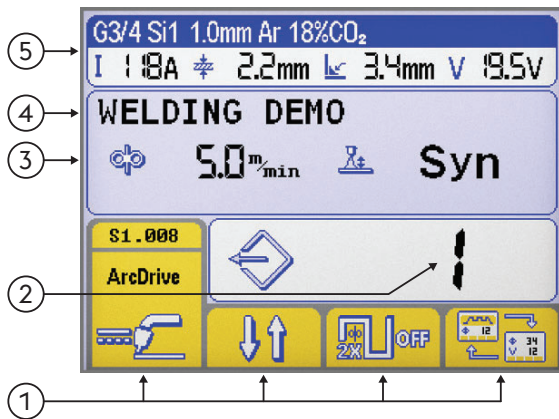 G3/4 Si1 1.0mm Ar 18%CO₂
5 I 118A 2.2mm 3.4mm V 19.5V
4 WELDING DEMO
3 5.0 m/min Syn
S1.008
ArcDrive
2 1
2X OFF 12 34 V 12
1